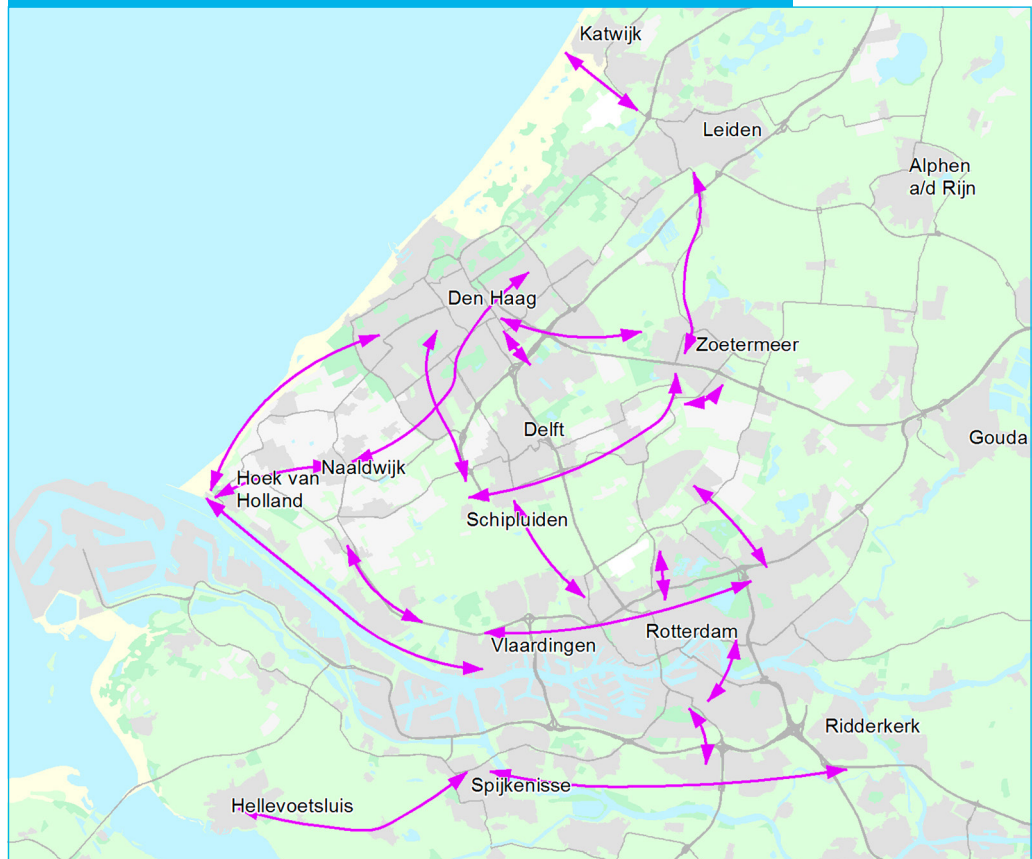 Katwijk
Leiden
Alphen
a/d Rijn
Den Haag
Zoetermeer
Delft
Gouda
Naaldwijk
Hoek van
Holland
Schipluiden
Rotterdam
Vlaardingen
Ridderkerk
Spijkenisse
Hellevoetsluis